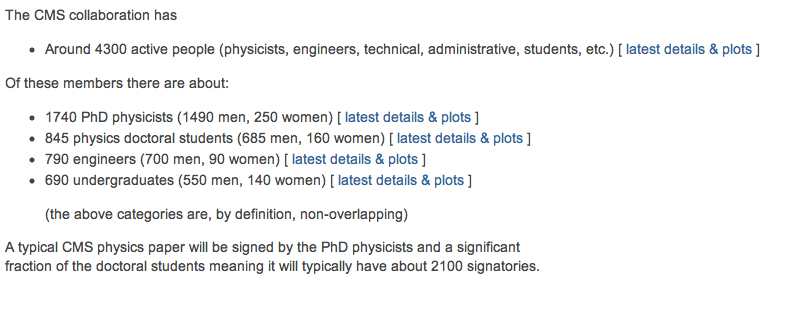 The CMS collaboration has
• Around 4300 active people (physicists, engineers, technical, administrative, students, etc.) [ latest details & plots ]
Of these members there are about:
• 1740 PhD physicists (1490 men, 250 women) [ latest details & plots ]
• 845 physics doctoral students (685 men, 160 women) [ latest details & plots ]
• 790 engineers (700 men, 90 women) [ latest details & plots ]
• 690 undergraduates (550 men, 140 women) [ latest details & plots ]
(the above categories are, by definition, non-overlapping)
A typical CMS physics paper will be signed by the PhD physicists and a significant
fraction of the doctoral students meaning it will typically have about 2100 signatories.